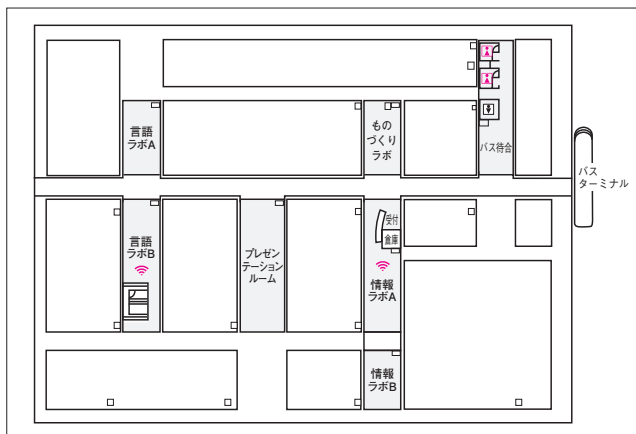 言語
ラボA
もの
づくり
ラボ
バス待合
バス
ターミナル
言語
ラボB
プレゼン
テーション
ルーム
受付
倉庫
情報
ラボA
情報
ラボB